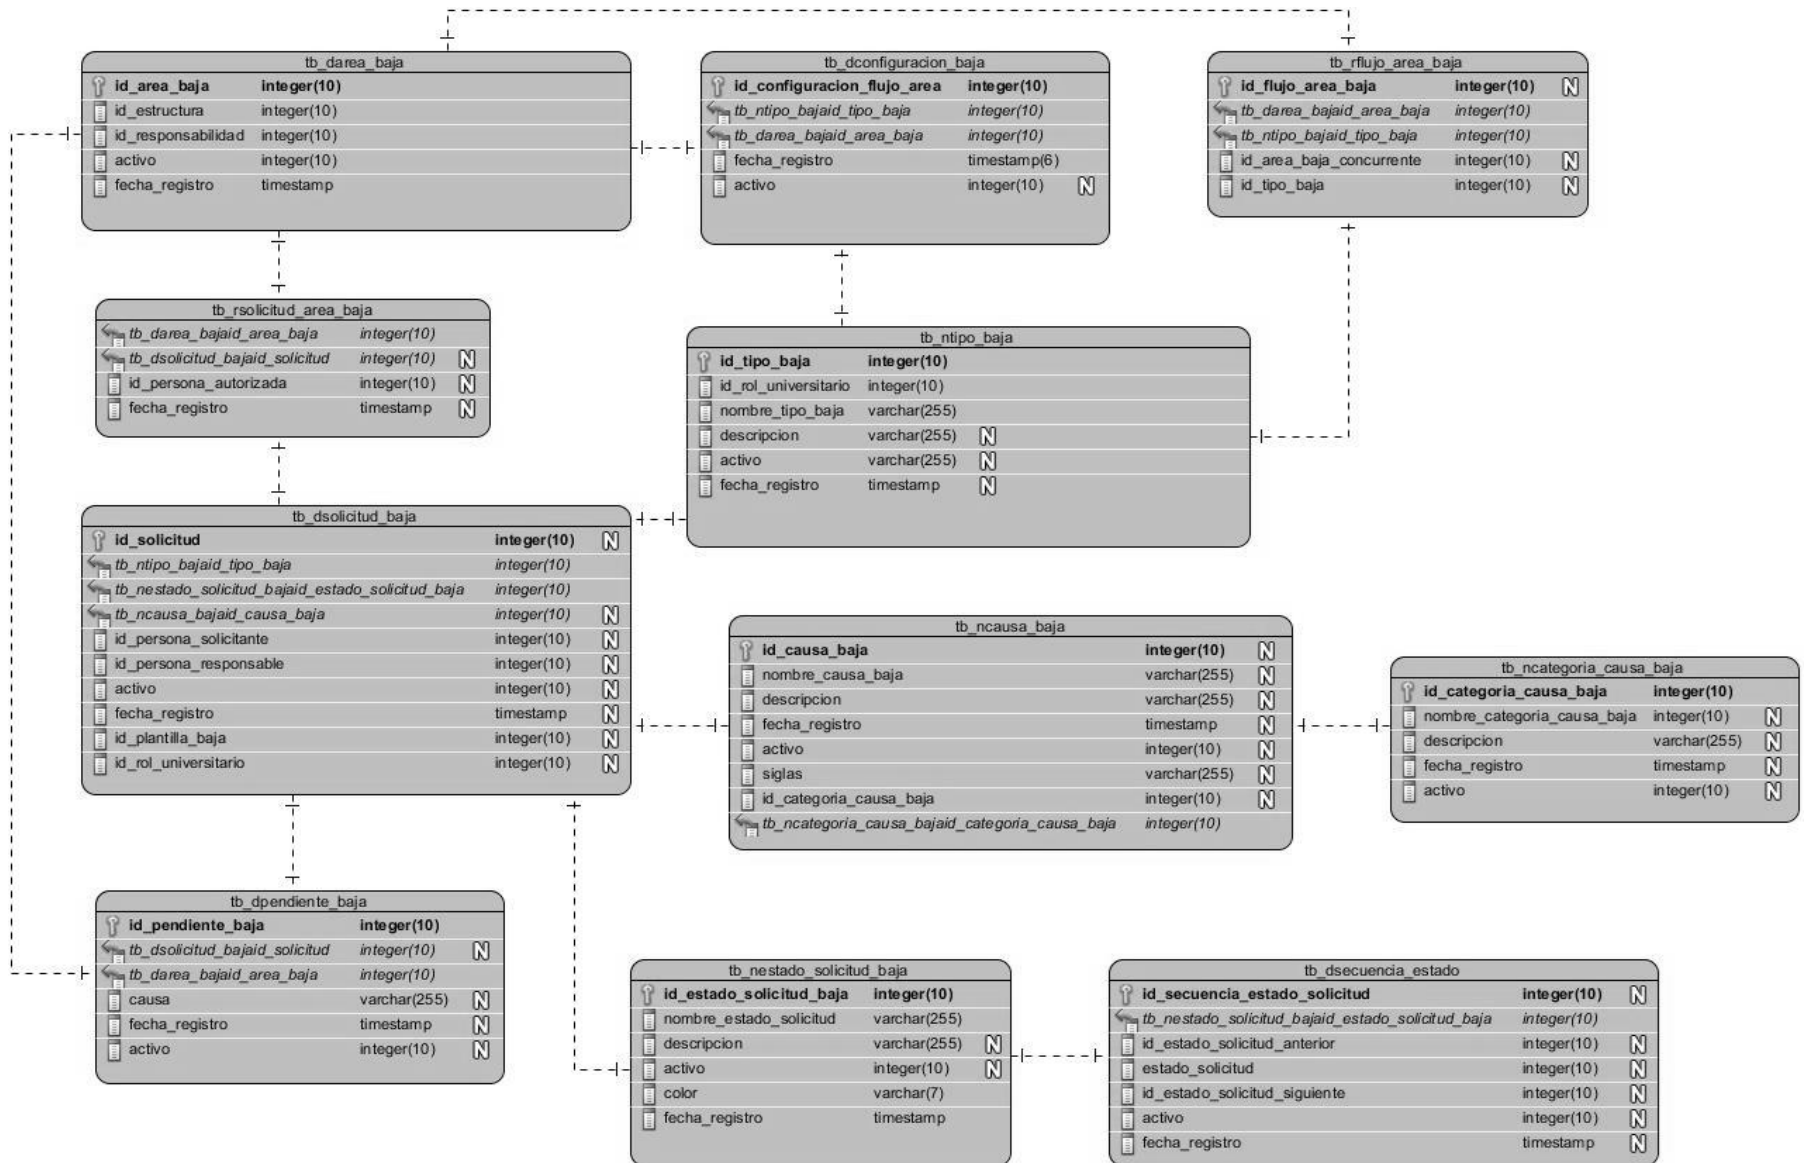 tb_darea_baja
id_area_baja integer(10)
id_estructura integer(10)
id_responsabilidad integer(10)
activo integer(10)
fecha_registro timestamp
tb_dconfiguracion_baja
id_configuracion_flujo_area integer(10)
tb_ntipo_bajaid_tipo_baja integer(10)
tb_darea_bajaid_area_baja integer(10)
fecha_registro timestamp(6)
activo integer(10) N
tb_rflujo_area_baja
id_flujo_area_baja integer(10) N
tb_darea_bajaid_area_baja integer(10)
tb_ntipo_bajaid_tipo_baja integer(10)
id_area_baja_concurrente integer(10) N
id_tipo_baja integer(10) N
tb_rsolicitud_area_baja
tb_darea_bajaid_area_baja integer(10)
tb_dsolicitud_bajaid_solicitud integer(10) N
id_persona_autorizada integer(10) N
fecha_registro timestamp N
tb_ntipo_baja
id_tipo_baja integer(10)
id_rol_universitario integer(10)
nombre_tipo_baja varchar(255)
descripcion varchar(255) N
activo varchar(255) N
fecha_registro timestamp N
tb_dsolicitud_baja
id_solicitud integer(10) N
tb_ntipo_bajaid_tipo_baja integer(10)
tb_nestado_solicitud_bajaid_estado_solicitud_baja integer(10)
tb_ncausa_bajaid_causa_baja integer(10) N
id_persona_solicitante integer(10) N
id_persona_responsable integer(10) N
activo integer(10) N
fecha_registro timestamp N
id_plantilla_baja integer(10) N
id_rol_universitario integer(10) N
tb_ncausa_baja
id_causa_baja integer(10) N
nombre_causa_baja varchar(255) N
descripcion varchar(255) N
fecha_registro timestamp N
activo integer(10) N
siglas varchar(255) N
id_categoria_causa_baja integer(10) N
tb_ncategoria_causa_bajaid_categoria_causa_baja integer(10)
tb_ncategoria_causa_baja
id_categoria_causa_baja integer(10)
nombre_categoria_causa_baja integer(10) N
descripcion varchar(255) N
fecha_registro timestamp N
activo integer(10) N
tb_dpendiente_baja
id_pendiente_baja integer(10)
tb_dsolicitud_bajaid_solicitud integer(10) N
tb_darea_bajaid_area_baja integer(10)
causa varchar(255) N
fecha_registro timestamp N
activo integer(10) N
tb_nestado_solicitud_baja
id_estado_solicitud_baja integer(10)
nombre_estado_solicitud varchar(255)
descripcion varchar(255) N
activo integer(10) N
color varchar(7)
fecha_registro timestamp
tb_dsecuencia_estado
id_secuencia_estado_solicitud integer(10) N
tb_nestado_solicitud_bajaid_estado_solicitud_baja integer(10)
id_estado_solicitud_anterior integer(10) N
estado_solicitud integer(10) N
id_estado_solicitud_siguiente integer(10) N
activo integer(10) N
fecha_registro timestamp N